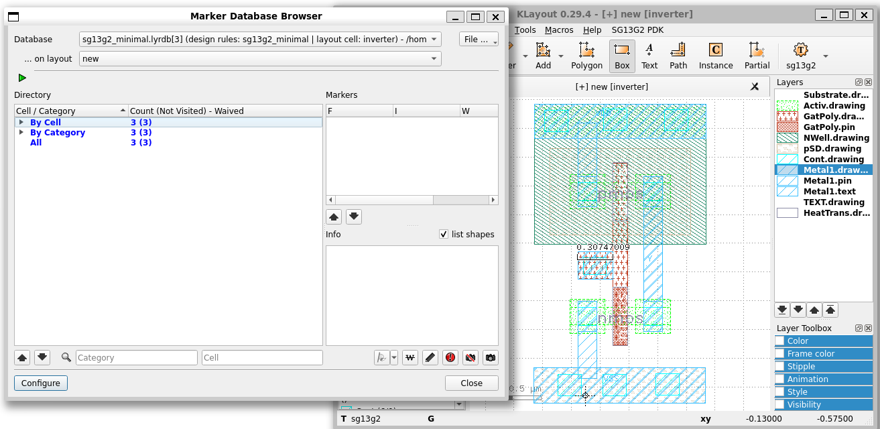 Marker Database Browser
Database
sg13g2_minimal.lyrdb[3] (design rules: sg13g2_minimal | layout cell: inverter) - /hom
File ...
... on layout
new
Directory
Cell / Category
Count (Not Visited) - Waived
By Cell
3 (3)
By Category
3 (3)
All
3 (3)
Markers
F
I
W
Info
list shapes
Category
Cell
Configure
Close
KLayout 0.29.4 - [+] new [inverter]
Tools
Macros
Help
SG13G2 PDK
er
Add
Polygon
Box
Text
Path
Instance
Partial
sg13g2
[+] new [inverter]
pmos
0.30747009
nmos
0.5 µm
Layers
Substrate.dr...
Activ.drawing
GatPoly.dra...
GatPoly.pin
NWell.drawing
pSD.drawing
Cont.drawing
Metal1.draw...
Metal1.pin
Metal1.text
TEXT.drawing
HeatTrans.dr...
Layer Toolbox
Color
Frame color
Stipple
Animation
Style
Visibility
T
sg13g2
G
xy
-0.13000
-0.57500